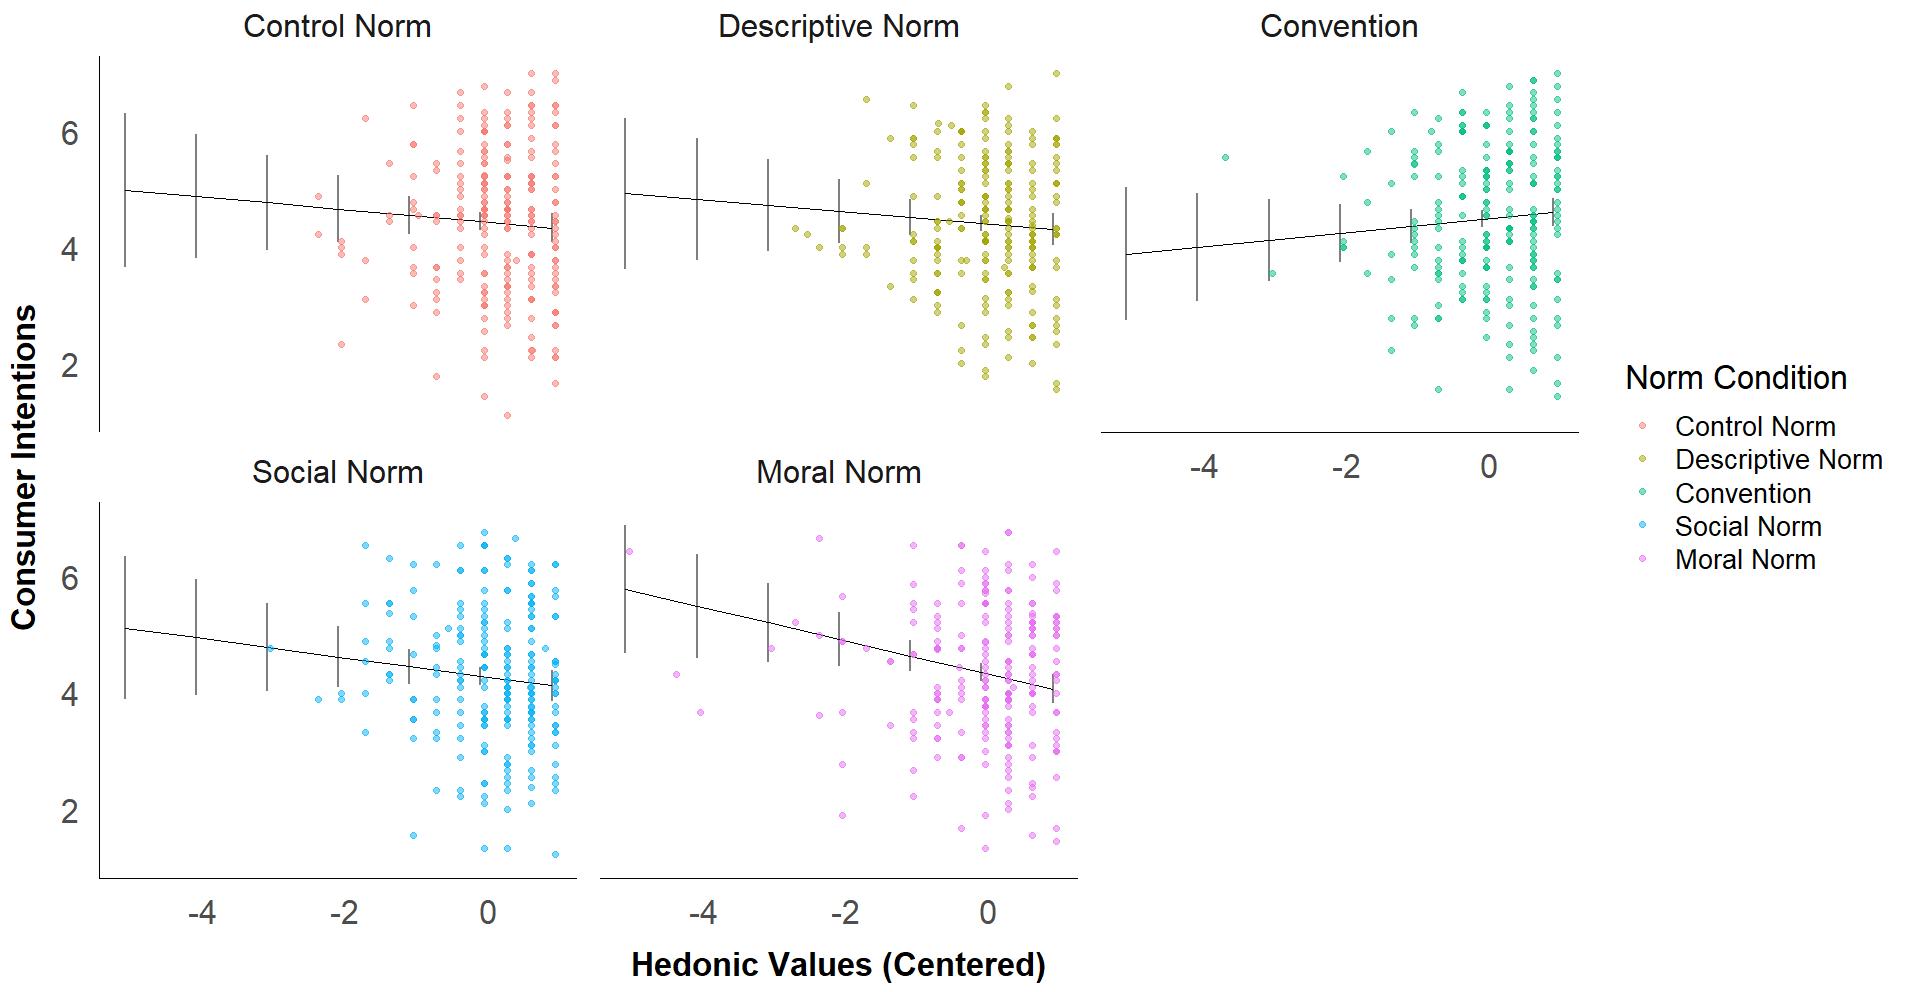 Control Norm
Descriptive Norm
Convention
6
4
2
-4 -2 0
Social Norm
Moral Norm
6
4
2
-4 -2 0
-4 -2 0
Consumer Intentions
Hedonic Values (Centered)
Norm Condition
Control Norm
Descriptive Norm
Convention
Social Norm
Moral Norm